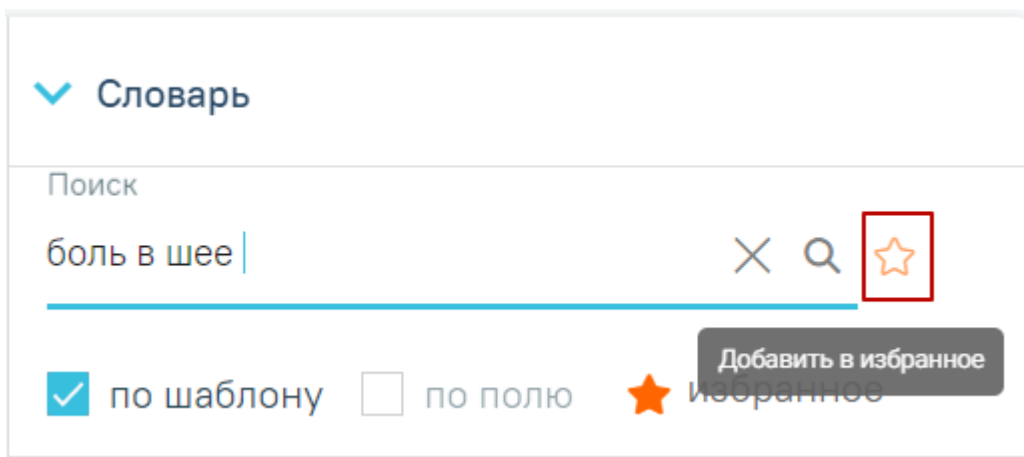 Словарь
Поиск
боль в шее
Добавить в избранное
по шаблону по полю избранное